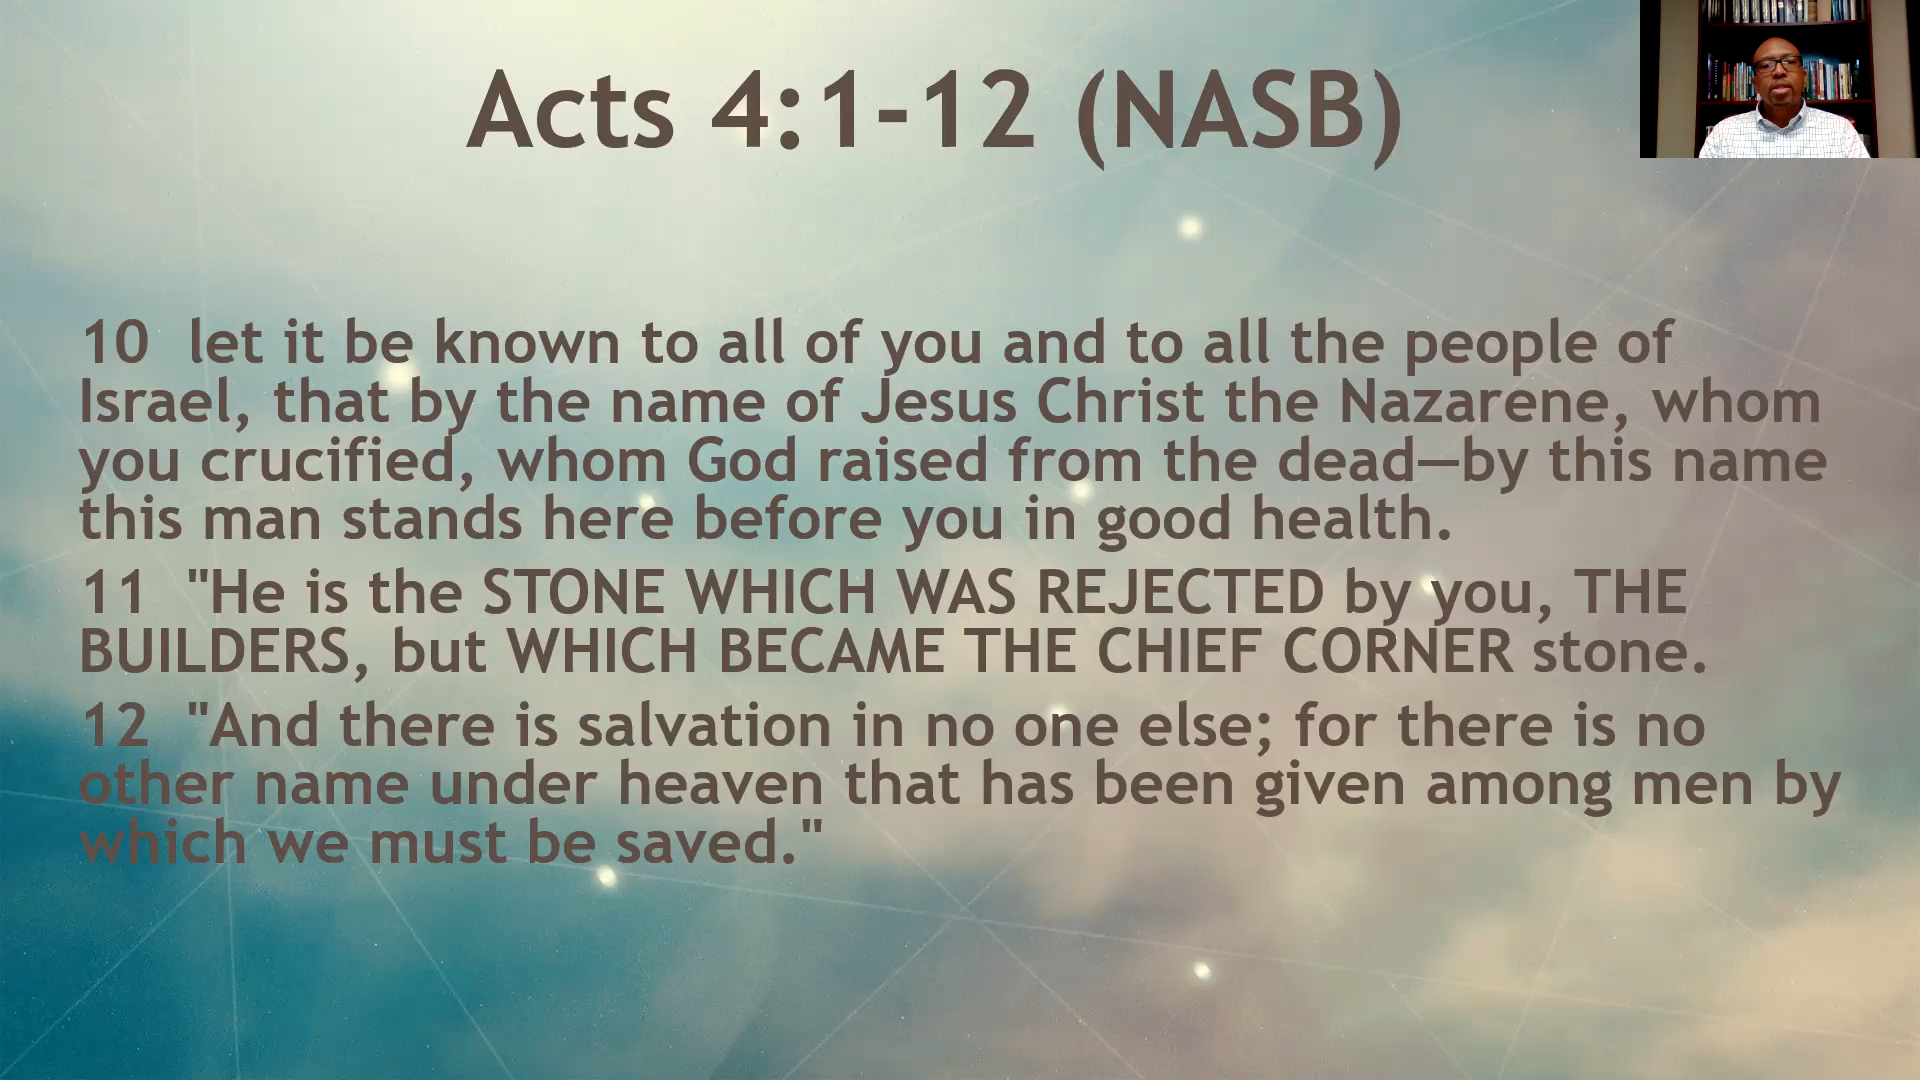 Acts 4:1-12 (NASB)
10 let it be known to all of you and to all the people of
Israel, that by the name of Jesus Christ the Nazarene, whom
you crucified, whom God raised from the dead—by this name
this man stands here before you in good health.
11 "He is the STONE WHICH WAS REJECTED by you, THE
BUILDERS, but WHICH BECAME THE CHIEF CORNER stone.
12 "And there is salvation in no one else; for there is no
other name under heaven that has been given among men by
which we must be saved."